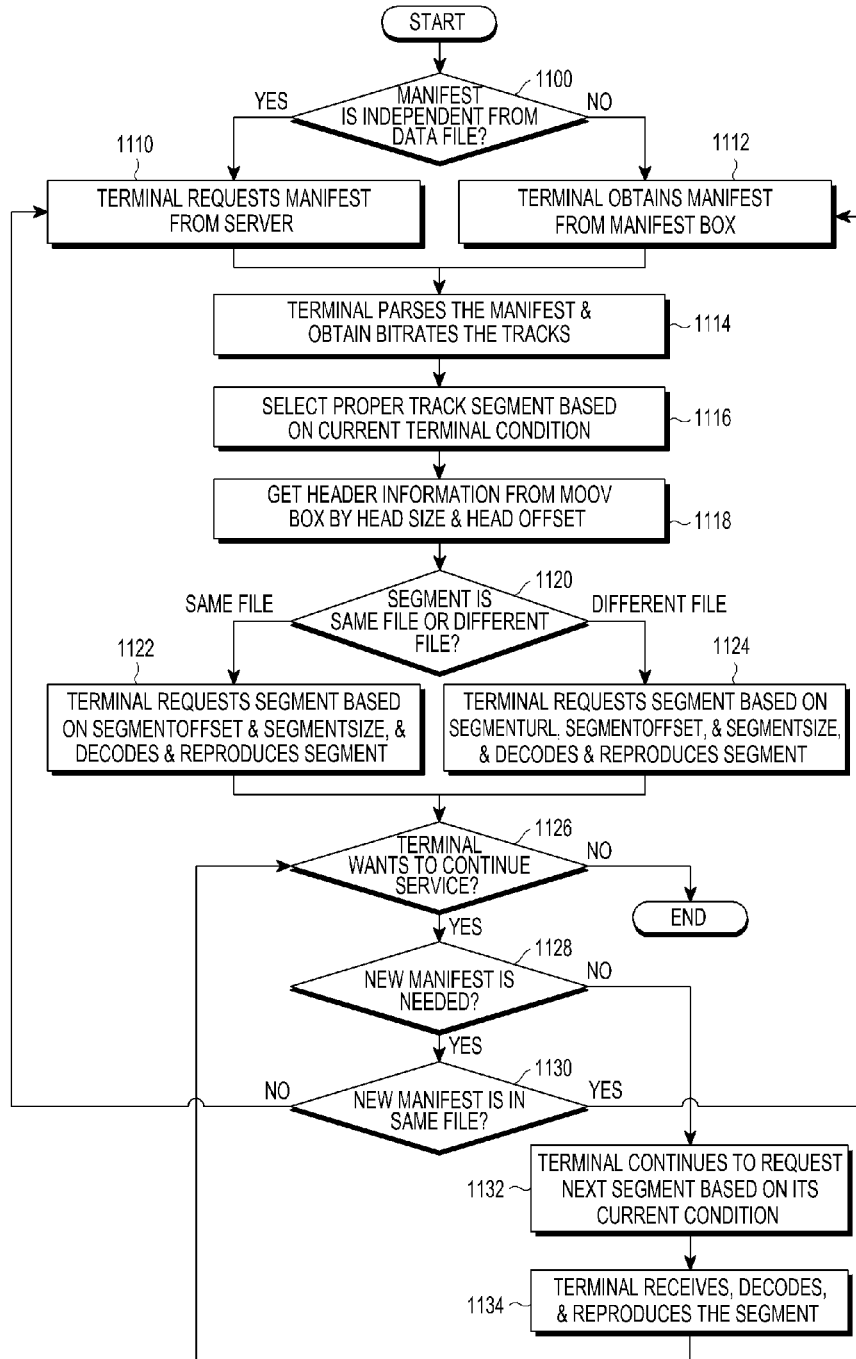 START
1100
MANIFEST
IS INDEPENDENT FROM
DATA FILE?
YES
NO
1110
TERMINAL REQUESTS MANIFEST
FROM SERVER
1112
TERMINAL OBTAINS MANIFEST
FROM MANIFEST BOX
TERMINAL PARSES THE MANIFEST &
OBTAIN BITRATES THE TRACKS
1114
SELECT PROPER TRACK SEGMENT BASED
ON CURRENT TERMINAL CONDITION
1116
GET HEADER INFORMATION FROM MOOV
BOX BY HEAD SIZE & HEAD OFFSET
1118
1120
SEGMENT IS
SAME FILE OR DIFFERENT
FILE?
SAME FILE
DIFFERENT FILE
1122
TERMINAL REQUESTS SEGMENT BASED
ON SEGMENTOFFSET & SEGMENTSIZE, &
DECODES & REPRODUCES SEGMENT
1124
TERMINAL REQUESTS SEGMENT BASED ON
SEGMENTURL, SEGMENTOFFSET, & SEGMENTSIZE,
& DECODES & REPRODUCES SEGMENT
1126
TERMINAL
WANTS TO CONTINUE
SERVICE?
NO
END
YES
1128
NEW MANIFEST IS
NEEDED?
NO
YES
1130
NEW MANIFEST IS IN
SAME FILE?
NO
YES
1132
TERMINAL CONTINUES TO REQUEST
NEXT SEGMENT BASED ON ITS
CURRENT CONDITION
1134
TERMINAL RECEIVES, DECODES,
& REPRODUCES THE SEGMENT